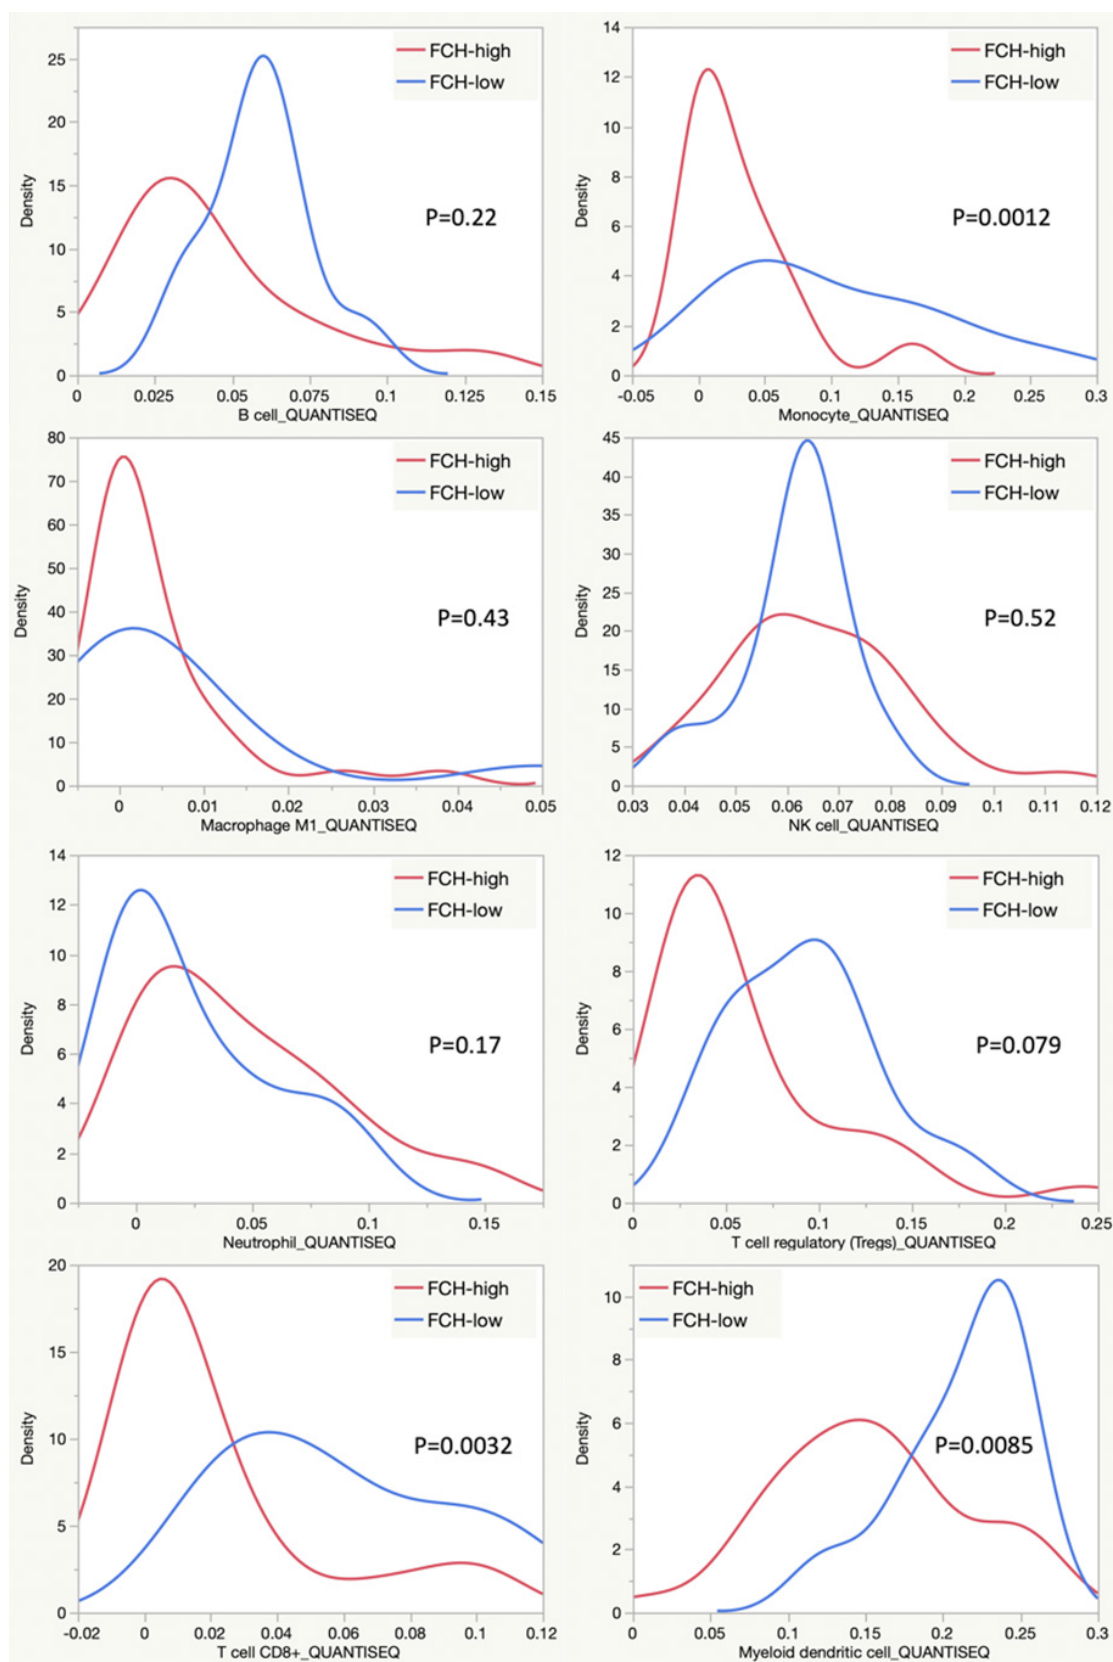 FCH-high
FCH-low
P=0.22
Density
25
20
15
10
5
0
0 0.025 0.05 0.075 0.1 0.125 0.15
B cell_QUANTISEQ
FCH-high
FCH-low
P=0.0012
Density
14
12
10
8
6
4
2
0
-0.05 0 0.05 0.1 0.15 0.2 0.25 0.3
Monocyte_QUANTISEQ
FCH-high
FCH-low
P=0.43
Density
80
70
60
50
40
30
20
10
0
0 0.01 0.02 0.03 0.04 0.05
Macrophage M1_QUANTISEQ
FCH-high
FCH-low
P=0.52
Density
45
40
35
30
25
20
15
10
5
0
0.03 0.04 0.05 0.06 0.07 0.08 0.09 0.1 0.11 0.12
NK cell_QUANTISEQ
FCH-high
FCH-low
P=0.17
Density
14
12
10
8
6
4
2
0
0 0.05 0.1 0.15
Neutrophil_QUANTISEQ
FCH-high
FCH-low
P=0.079
Density
12
10
8
6
4
2
0
0 0.05 0.1 0.15 0.2 0.25
T cell regulatory (Tregs)_QUANTISEQ
FCH-high
FCH-low
P=0.0032
Density
20
15
10
5
0
-0.02 0 0.02 0.04 0.06 0.08 0.1 0.12
T cell CD8+_QUANTISEQ
FCH-high
FCH-low
P=0.0085
Density
10
8
6
4
2
0
0 0.05 0.1 0.15 0.2 0.25 0.3
Myeloid dendritic cell_QUANTISEQ